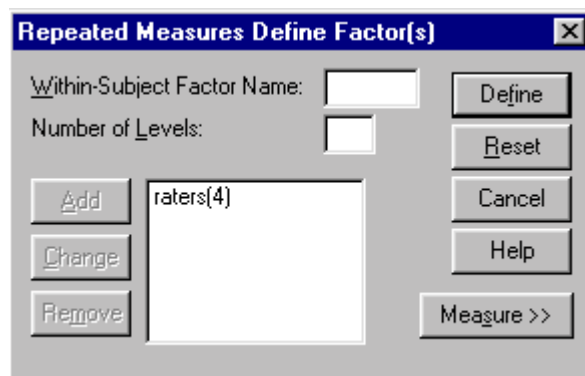 Repeated Measures Define Factor(s)
Within-Subject Factor Name:
Define
Number of Levels:
Reset
Add
raters(4)
Cancel
Change
Help
Remove
Measure >>